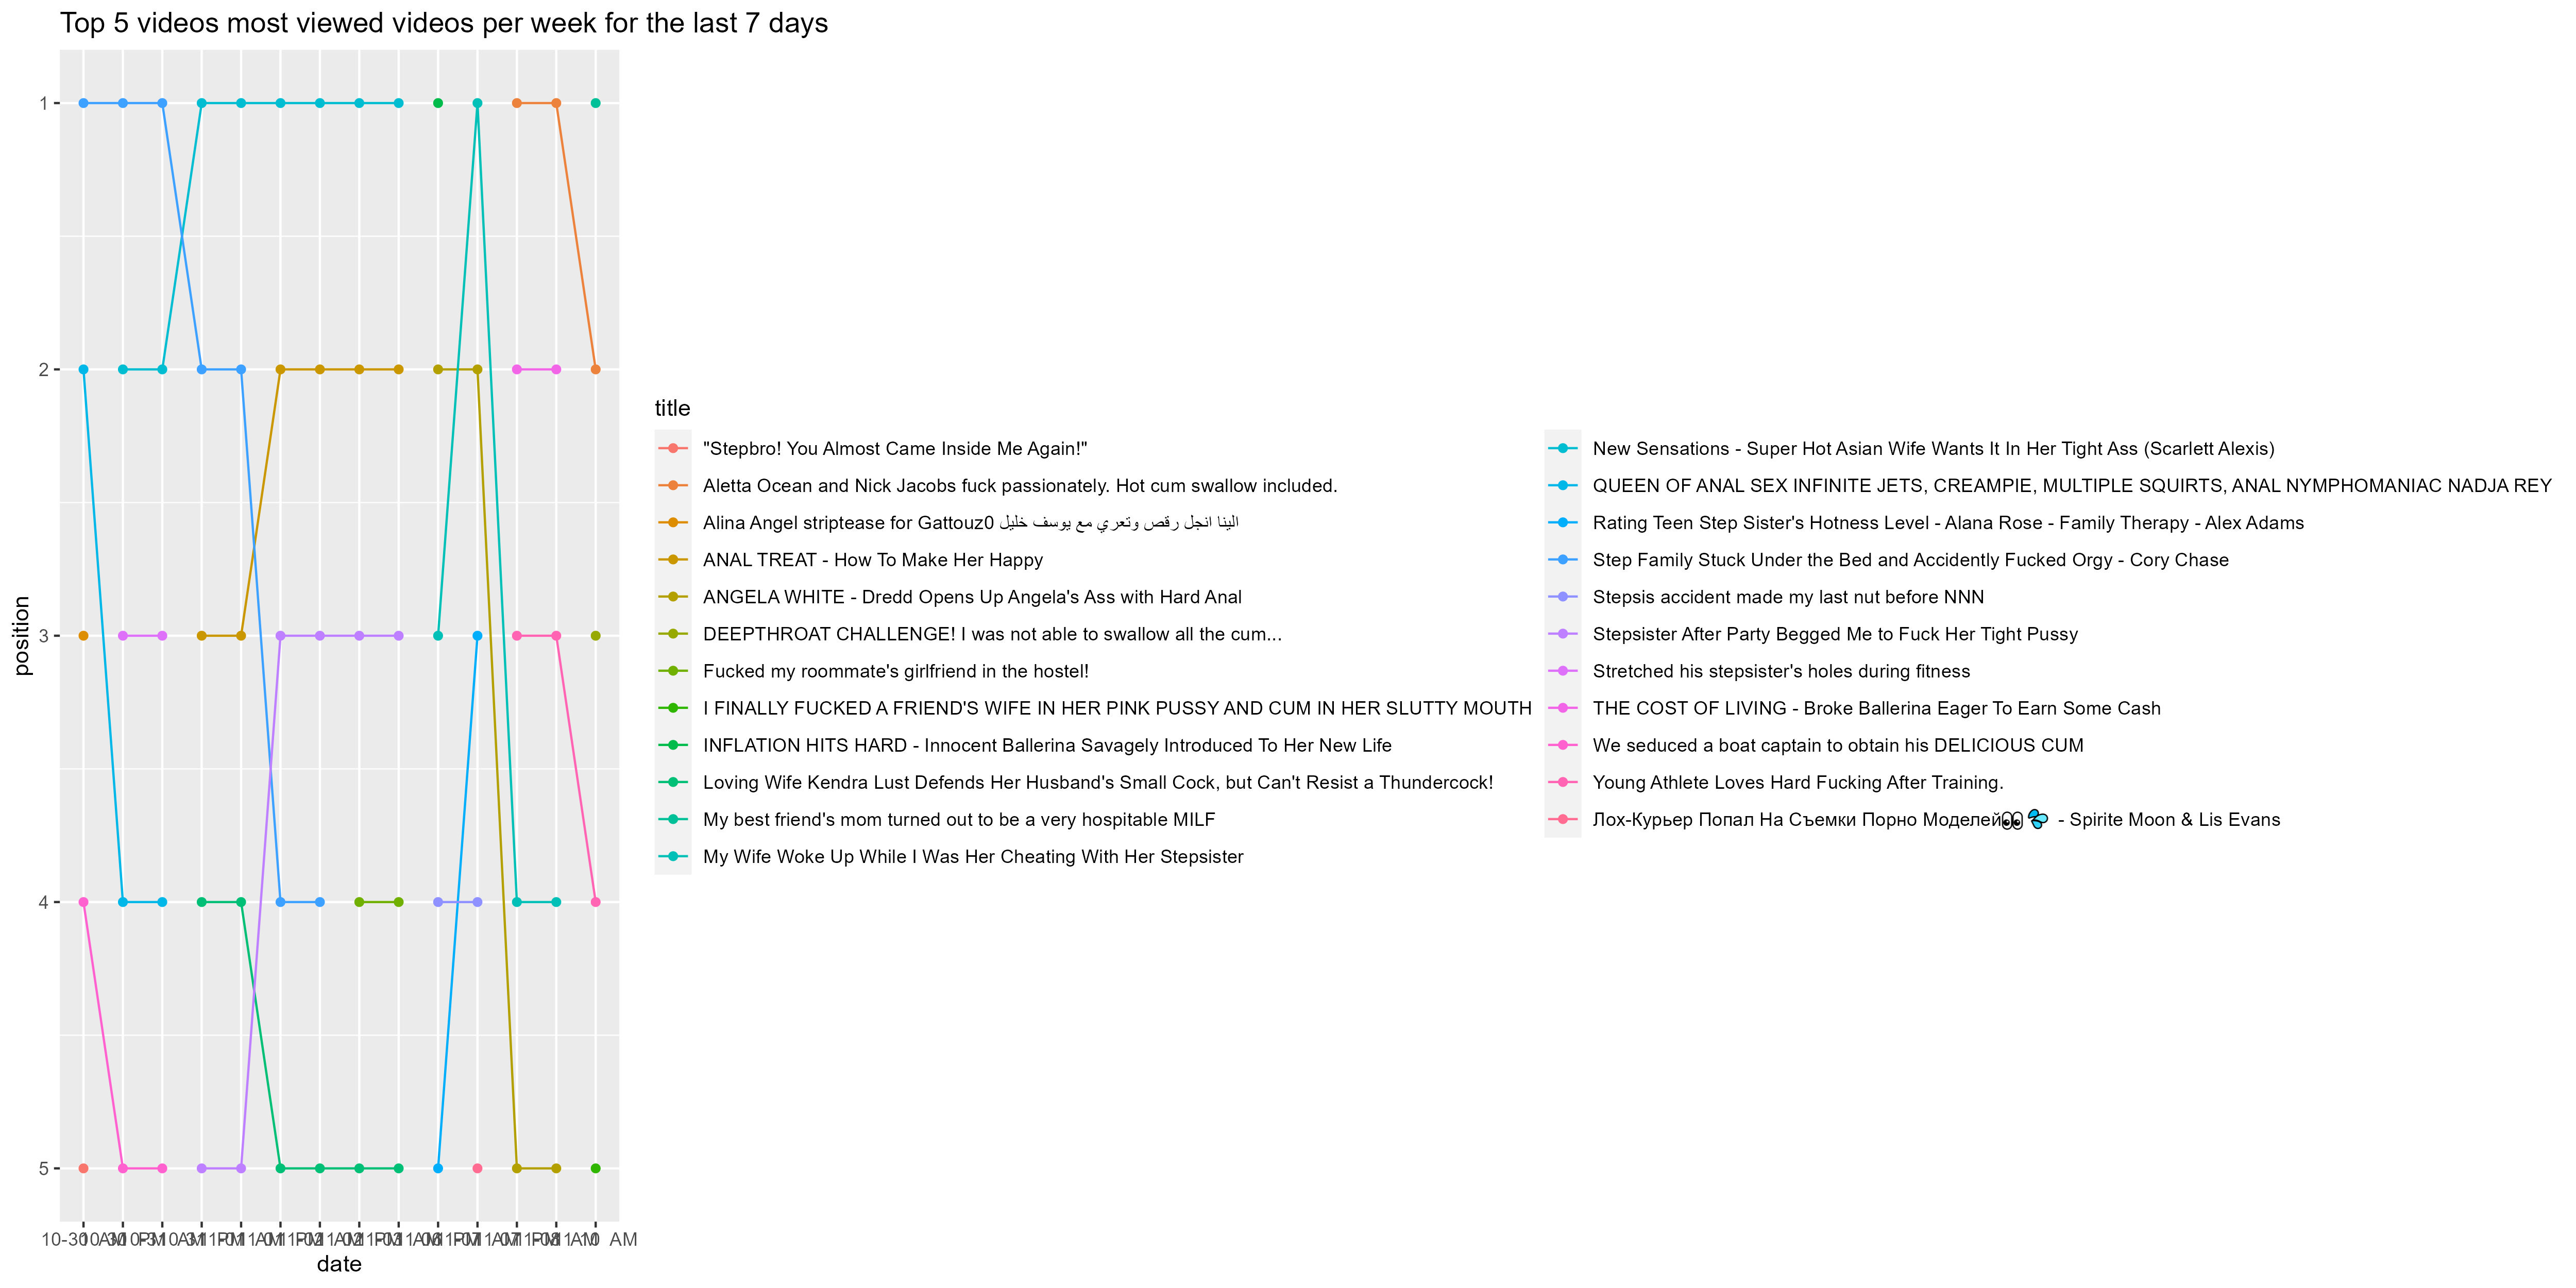 Top 5 videos most viewed videos per week for the last 7 days
1
2
3
4
5
position
date
title
"Stepbro! You Almost Came Inside Me Again!"
Aletta Ocean and Nick Jacobs fuck passionately. Hot cum swallow included.
Alina Angel striptease for Gattouz0 الينا انجل رقص وتعري مع يوسف خليل
ANAL TREAT - How To Make Her Happy
ANGELA WHITE - Dredd Opens Up Angela's Ass with Hard Anal
DEEPTHROAT CHALLENGE! I was not able to swallow all the cum...
Fucked my roommate's girlfriend in the hostel!
I FINALLY FUCKED A FRIEND'S WIFE IN HER PINK PUSSY AND CUM IN HER SLUTTY MOUTH
INFLATION HITS HARD - Innocent Ballerina Savagely Introduced To Her New Life
Loving Wife Kendra Lust Defends Her Husband's Small Cock, but Can't Resist a Thundercock!
My best friend's mom turned out to be a very hospitable MILF
My Wife Woke Up While I Was Her Cheating With Her Stepsister
New Sensations - Super Hot Asian Wife Wants It In Her Tight Ass (Scarlett Alexis)
QUEEN OF ANAL SEX INFINITE JETS, CREAMPIE, MULTIPLE SQUIRTS, ANAL NYMPHOMANIAC NADJA REY
Rating Teen Step Sister's Hotness Level - Alana Rose - Family Therapy - Alex Adams
Step Family Stuck Under the Bed and Accidently Fucked Orgy - Cory Chase
Stepsis accident made my last nut before NNN
Stepsister After Party Begged Me to Fuck Her Tight Pussy
Stretched his stepsister's holes during fitness
THE COST OF LIVING - Broke Ballerina Eager To Earn Some Cash
We seduced a boat captain to obtain his DELICIOUS CUM
Young Athlete Loves Hard Fucking After Training.
Лох-Курьер Попал На Съемки Порно Моделей👀💦 - Spirite Moon & Lis Evans